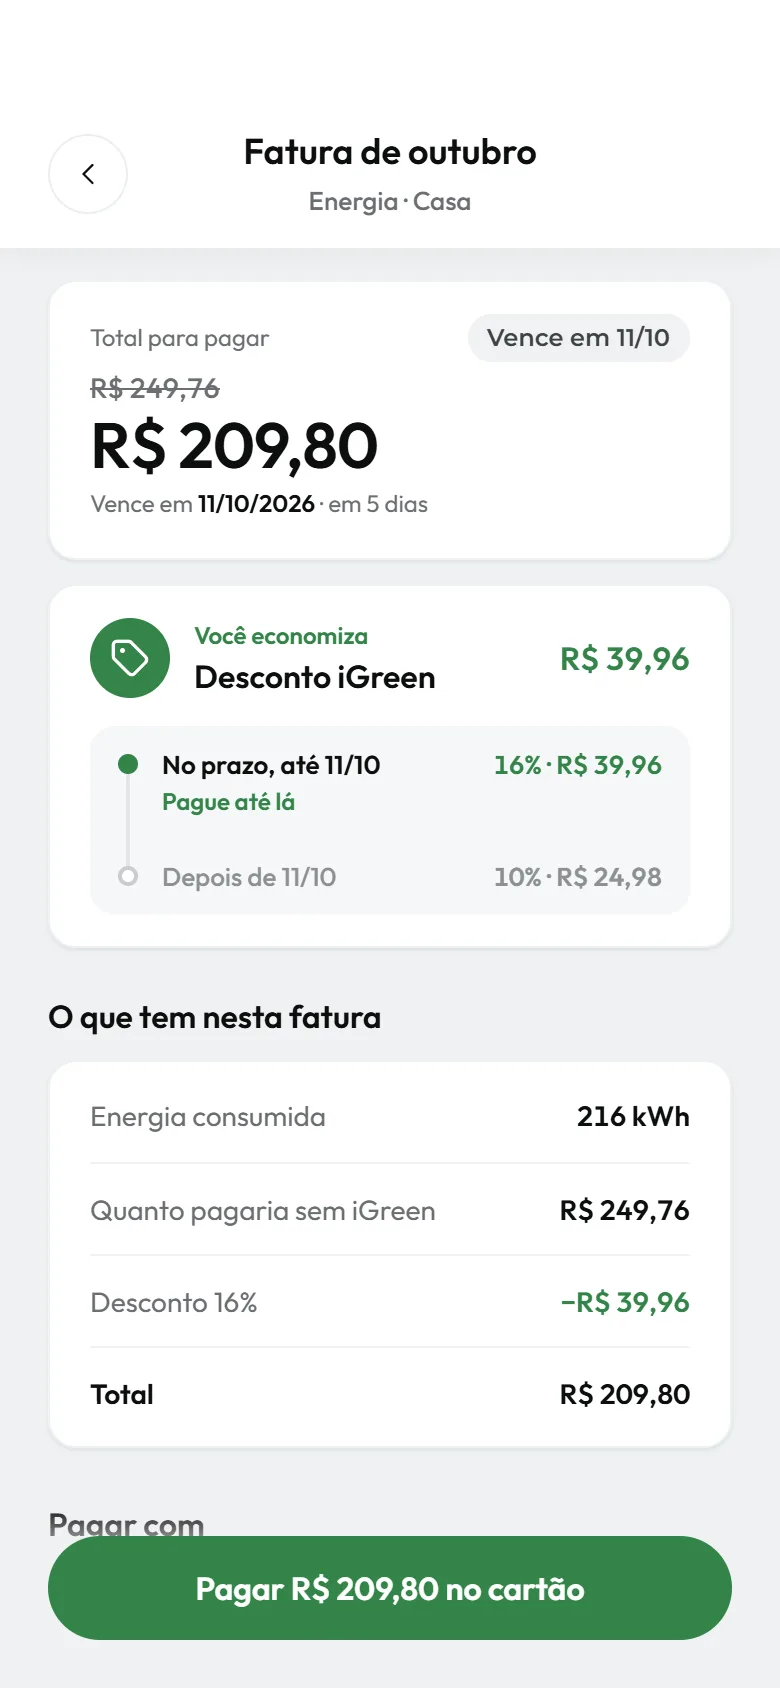 Fatura de outubro
Energia · Casa
Total para pagar
Vence em 11/10
R$ 249,76
R$ 209,80
Vence em 11/10/2026 · em 5 dias
Você economiza
Desconto iGreen
R$ 39,96
No prazo, até 11/10
16% · R$ 39,96
Pague até lá
Depois de 11/10
10% · R$ 24,98
O que tem nesta fatura
Energia consumida
216 kWh
Quanto pagaria sem iGreen
R$ 249,76
Desconto 16%
−R$ 39,96
Total
R$ 209,80
Pagar com
Pagar R$ 209,80 no cartão